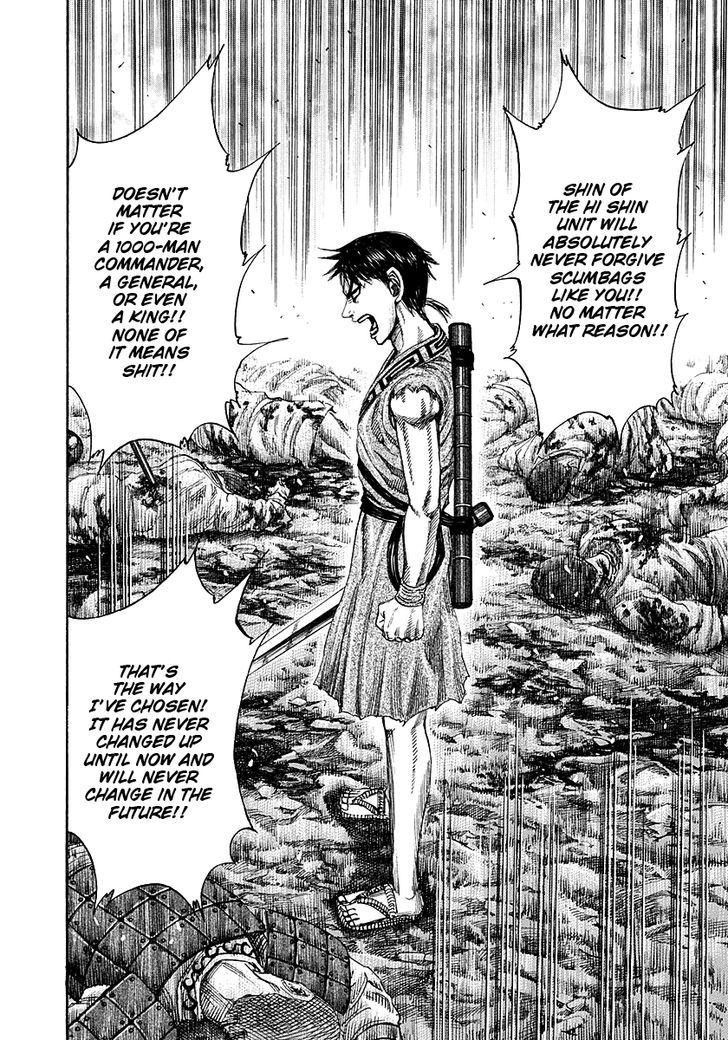 SHIN OF
THE HI SHIN
UNIT WILL
ABSOLUTELY
NEVER FORGIVE
SCUMBAGS
LIKE YOU!!
NO MATTER
WHAT REASON!!
DOESN'T
MATTER
IF YOU'RE
A 1000-MAN
COMMANDER,
A GENERAL,
OR EVEN
A KING!!
NONE OF
IT MEANS
SHIT!!
THAT'S
THE WAY
I'VE CHOSEN!
IT HAS NEVER
CHANGED UP
UNTIL NOW AND
WILL NEVER
CHANGE IN THE
FUTURE!!